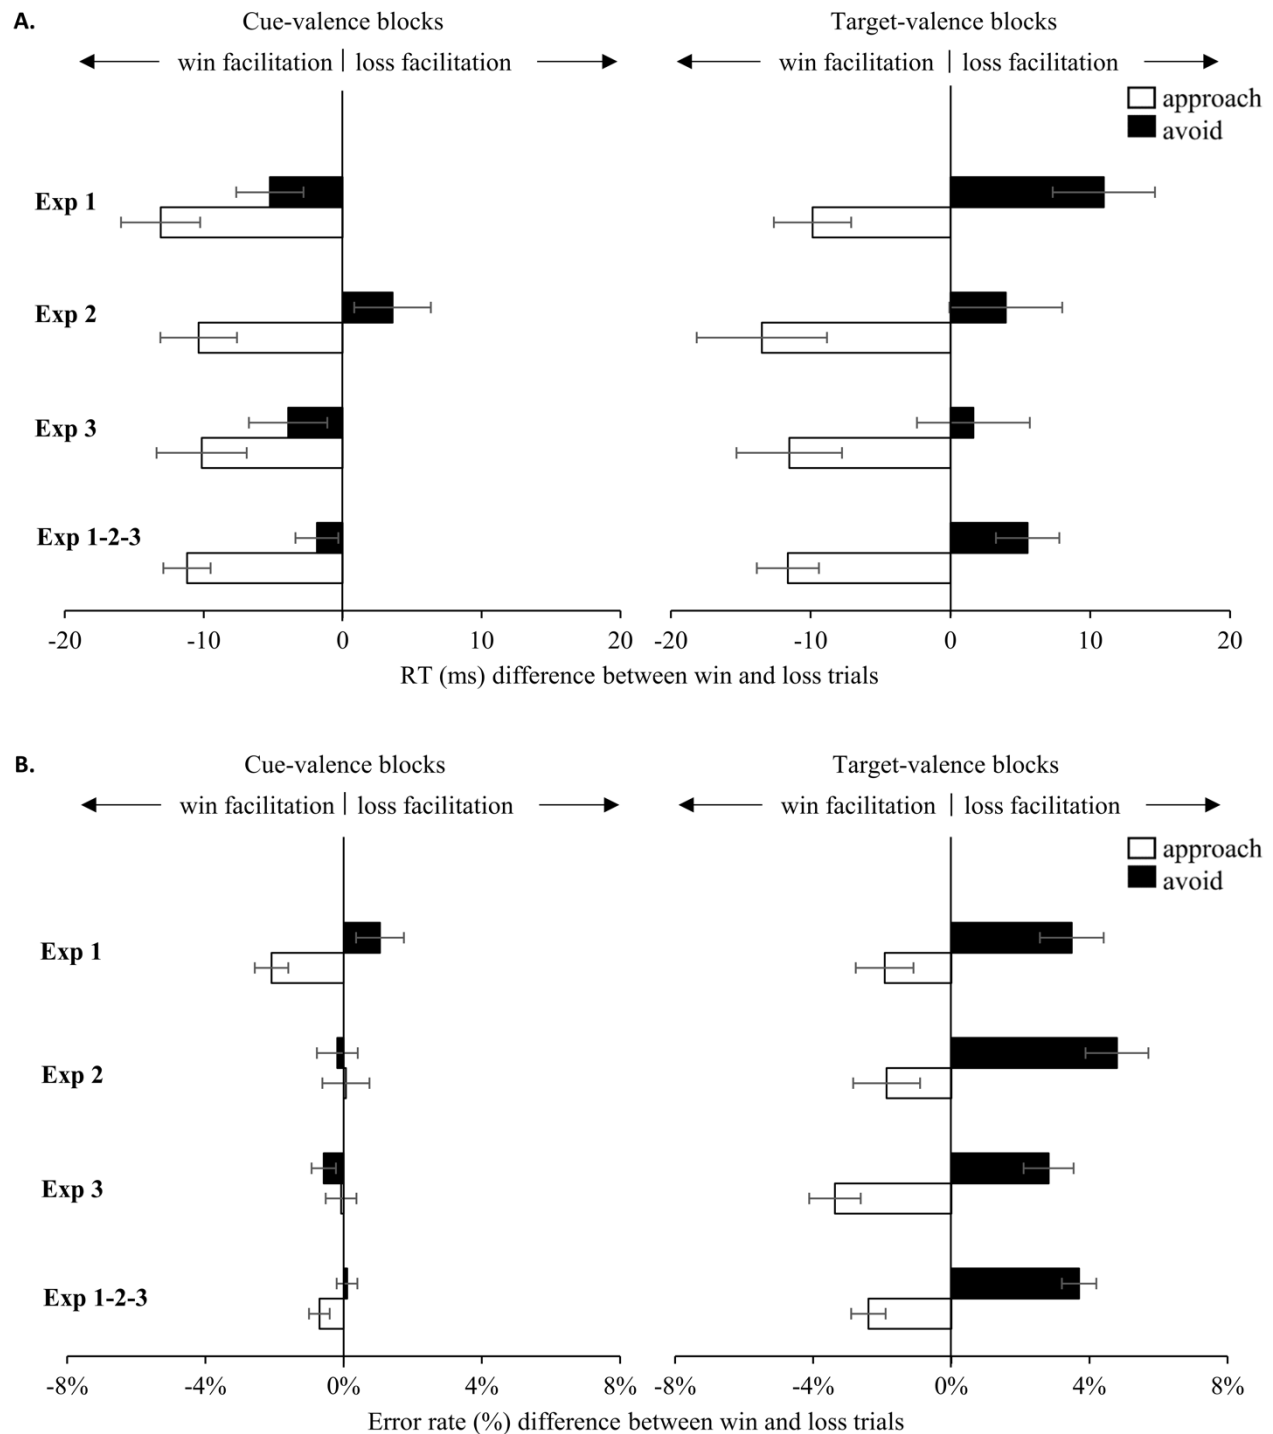 A.
Cue-valence blocks
Target-valence blocks
win facilitation | loss facilitation
win facilitation | loss facilitation
approach
avoid
Exp 1
Exp 2
Exp 3
Exp 1-2-3
-20 -10 0 10 20
-20 -10 0 10 20
RT (ms) difference between win and loss trials
B.
Cue-valence blocks
Target-valence blocks
win facilitation | loss facilitation
win facilitation | loss facilitation
approach
avoid
Exp 1
Exp 2
Exp 3
Exp 1-2-3
-8% -4% 0% 4% 8%
-8% -4% 0% 4% 8%
Error rate (%) difference between win and loss trials